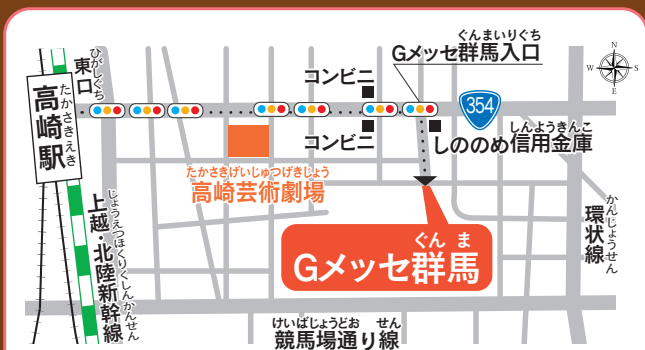 ぐんまいりぐち
Gメッセ群馬入口
N
W S
E
ひがしぐち
東口
コンビニ
354
たかさきえき
高崎駅
コンビニ
しんようきんこ
しののめ信用金庫
たかさきげいじゅつげきじょう
高崎芸術劇場
じょうえつほくりくしんかんせん
上越・北陸新幹線
かんじょうせん
環状線
ぐんま
Gメッセ群馬
けいばじょうどお せん
競馬場通り線